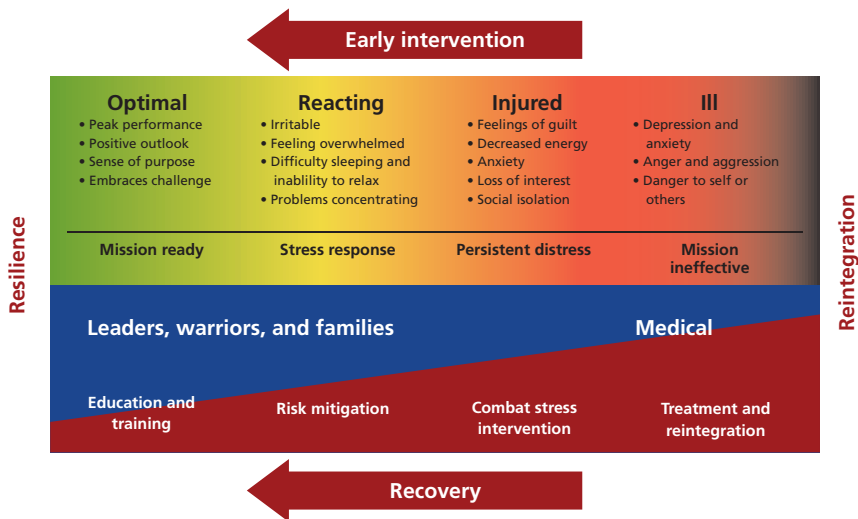 Early intervention
Optimal
• Peak performance
• Positive outlook
• Sense of purpose
• Embraces challenge
Mission ready
Reacting
• Irritable
• Feeling overwhelmed
• Difficulty sleeping and
inablility to relax
• Problems concentrating
Stress response
Injured
• Feelings of guilt
• Decreased energy
• Anxiety
• Loss of interest
• Social isolation
Persistent distress
Ill
• Depression and
anxiety
• Anger and aggression
• Danger to self or
others
Mission
ineffective
Resilience
Reintegration
Leaders, warriors, and families
Medical
Education and
training
Risk mitigation
Combat stress
intervention
Treatment and
reintegration
Recovery